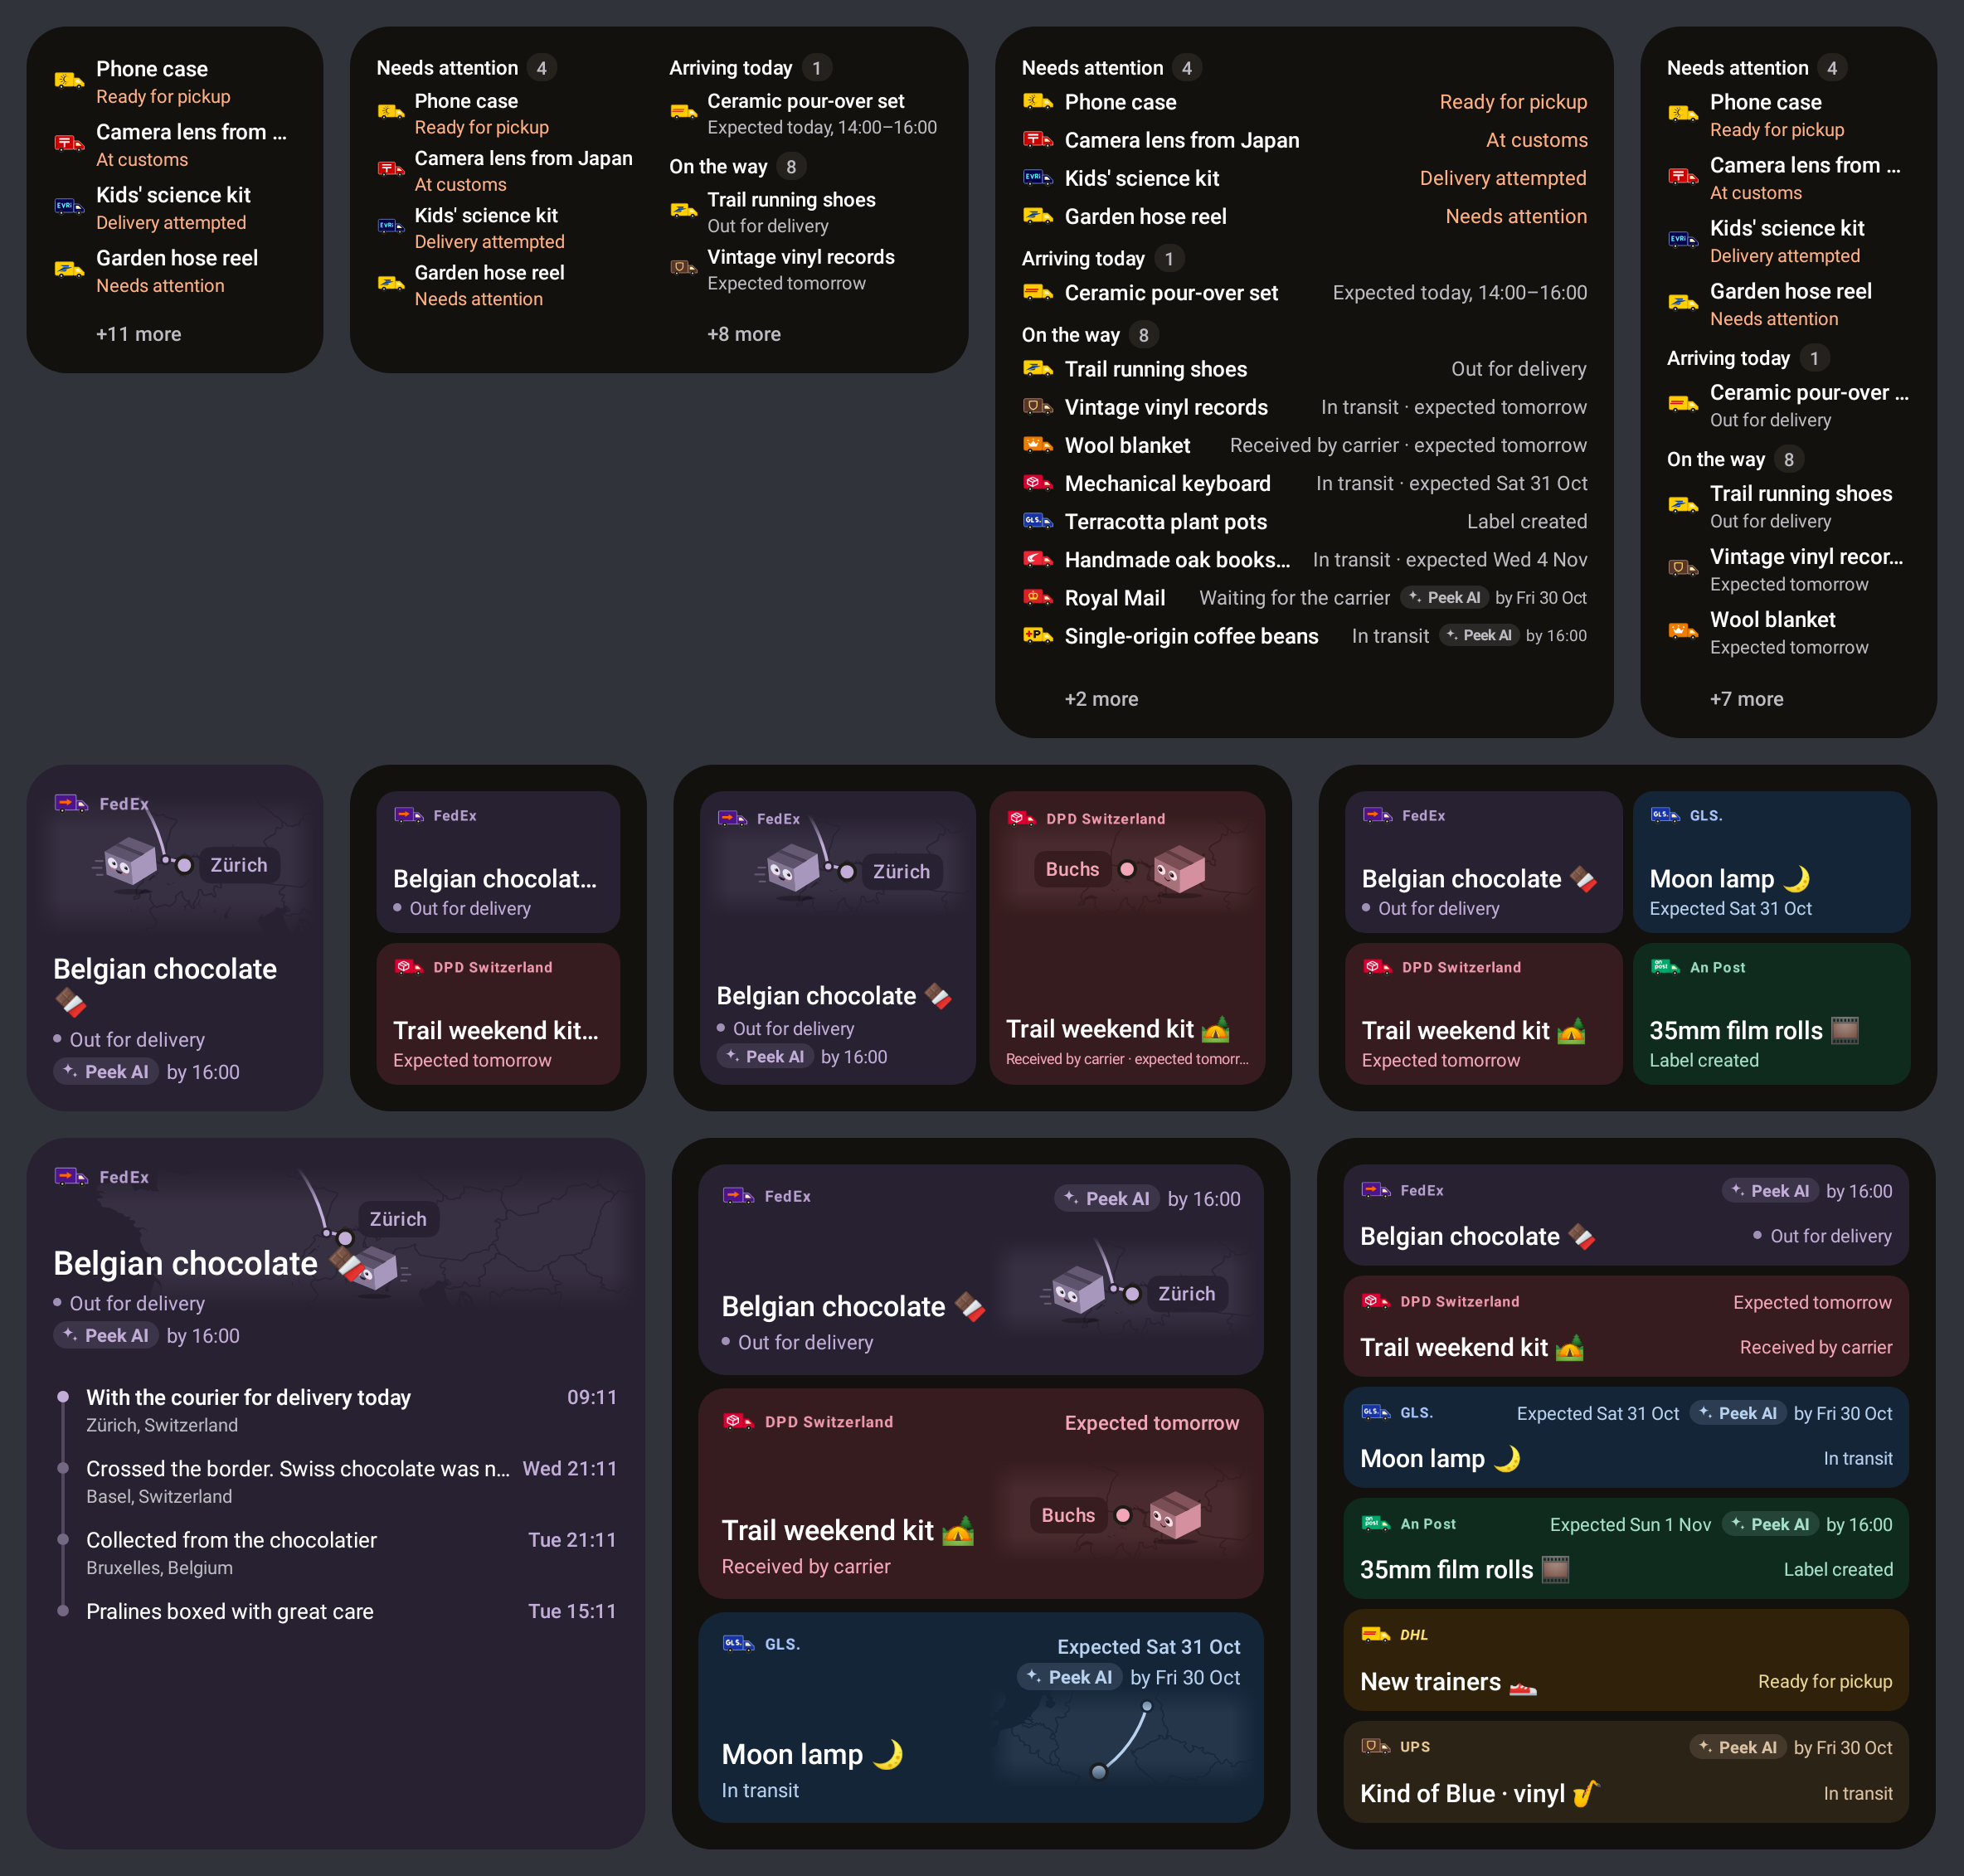 Phone case
Ready for pickup
Camera lens from ...
At customs
Kids' science kit
Delivery attempted
Garden hose reel
Needs attention
+11 more
Needs attention 4
Phone case
Ready for pickup
Camera lens from Japan
At customs
Kids' science kit
Delivery attempted
Garden hose reel
Needs attention
Arriving today 1
Ceramic pour-over set
Expected today, 14:00–16:00
On the way 8
Trail running shoes
Out for delivery
Vintage vinyl records
Expected tomorrow
+8 more
Needs attention 4
Phone case Ready for pickup
Camera lens from Japan At customs
EVRi Kids' science kit Delivery attempted
Garden hose reel Needs attention
Arriving today 1
Ceramic pour-over set Expected today, 14:00–16:00
On the way 8
Trail running shoes Out for delivery
Vintage vinyl records In transit · expected tomorrow
Wool blanket Received by carrier · expected tomorrow
Mechanical keyboard In transit · expected Sat 31 Oct
GLS. Terracotta plant pots Label created
Handmade oak books... In transit · expected Wed 4 Nov
Royal Mail Waiting for the carrier Peek AI by Fri 30 Oct
Single-origin coffee beans In transit Peek AI by 16:00
+2 more
Needs attention 4
Phone case
Ready for pickup
Camera lens from ...
At customs
Kids' science kit
Delivery attempted
Garden hose reel
Needs attention
Arriving today 1
Ceramic pour-over ...
Out for delivery
On the way 8
Trail running shoes
Out for delivery
Vintage vinyl recor...
Expected tomorrow
Wool blanket
Expected tomorrow
+7 more
FedEx
Zürich
Belgian chocolate
Out for delivery
Peek AI by 16:00
FedEx
Belgian chocolat...
Out for delivery
DPD Switzerland
Trail weekend kit...
Expected tomorrow
FedEx
Zürich
Belgian chocolate
Out for delivery
Peek AI by 16:00
DPD Switzerland
Buchs
Trail weekend kit
Received by carrier · expected tomorr...
FedEx
Belgian chocolate
Out for delivery
GLS.
Moon lamp
Expected Sat 31 Oct
DPD Switzerland
Trail weekend kit
Expected tomorrow
An Post
35mm film rolls
Label created
FedEx
Zürich
Belgian chocolate
Out for delivery
Peek AI by 16:00
With the courier for delivery today 09:11
Zürich, Switzerland
Crossed the border. Swiss chocolate was n... Wed 21:11
Basel, Switzerland
Collected from the chocolatier Tue 21:11
Bruxelles, Belgium
Pralines boxed with great care Tue 15:11
FedEx Peek AI by 16:00
Zürich
Belgian chocolate
Out for delivery
DPD Switzerland Expected tomorrow
Buchs
Trail weekend kit
Received by carrier
GLS. Expected Sat 31 Oct
Peek AI by Fri 30 Oct
Moon lamp
In transit
FedEx Peek AI by 16:00
Belgian chocolate Out for delivery
DPD Switzerland Expected tomorrow
Trail weekend kit Received by carrier
GLS. Expected Sat 31 Oct Peek AI by Fri 30 Oct
Moon lamp In transit
An Post Expected Sun 1 Nov Peek AI by 16:00
35mm film rolls Label created
DHL
New trainers Ready for pickup
UPS Peek AI by Fri 30 Oct
Kind of Blue · vinyl In transit